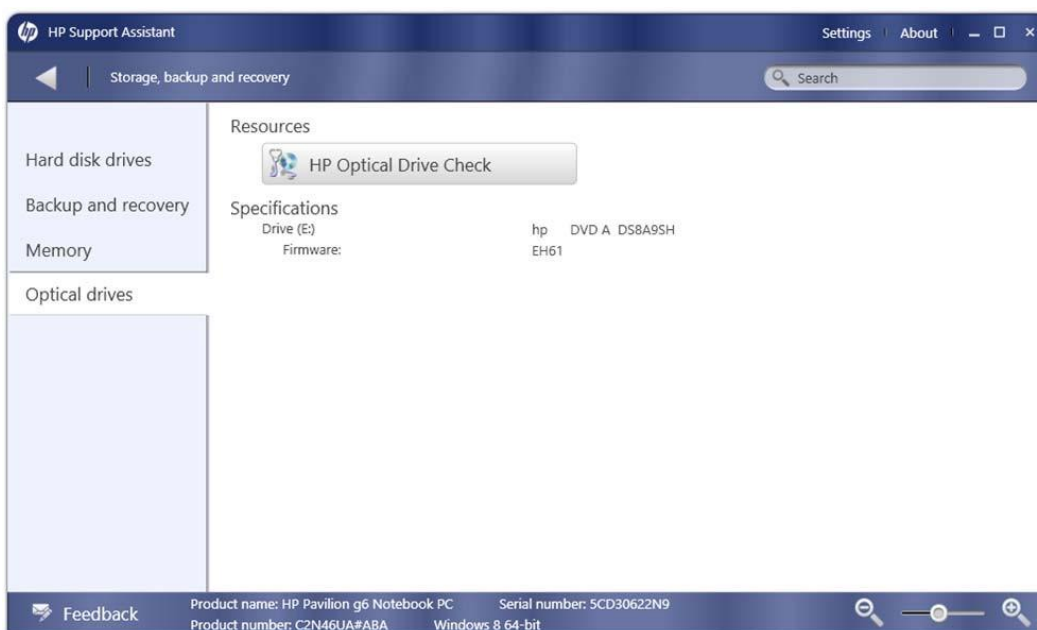 hp HP Support Assistant Settings About
Storage, backup and recovery Search
Resources
Hard disk drives
HP Optical Drive Check
Backup and recovery
Specifications
Drive (E:) hp DVD A DS8A9SH
Firmware: EH61
Memory
Optical drives
Feedback
Product name: HP Pavilion g6 Notebook PC Serial number: 5CD30622N9
Product number: C2N46UA#ABA Windows 8 64-bit